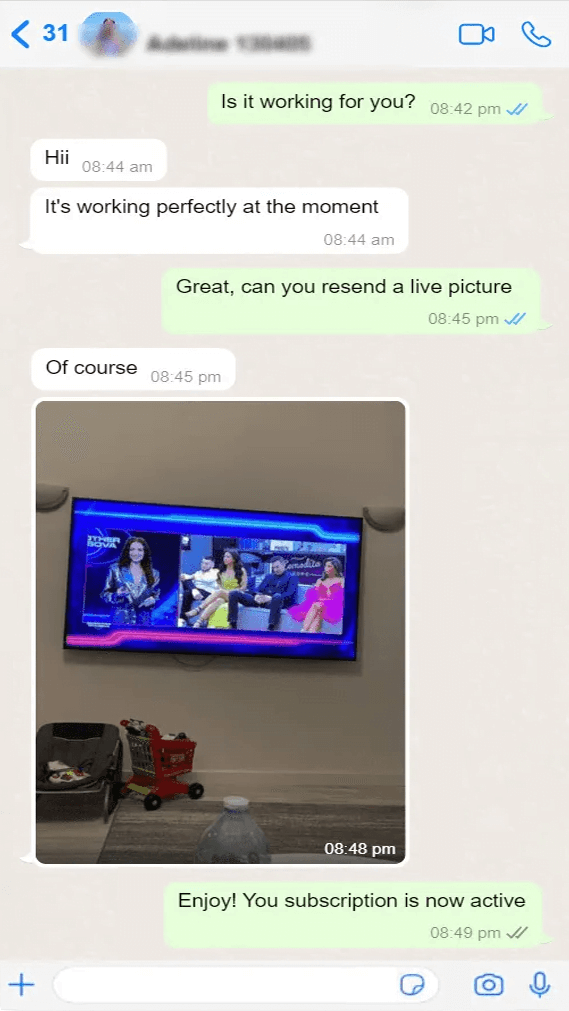 31
Is it working for you? 08:42 pm
Hii 08:44 am
It's working perfectly at the moment
08:44 am
Great, can you resend a live picture
08:45 pm
Of course 08:45 pm
08:48 pm
Enjoy! You subscription is now active
08:49 pm